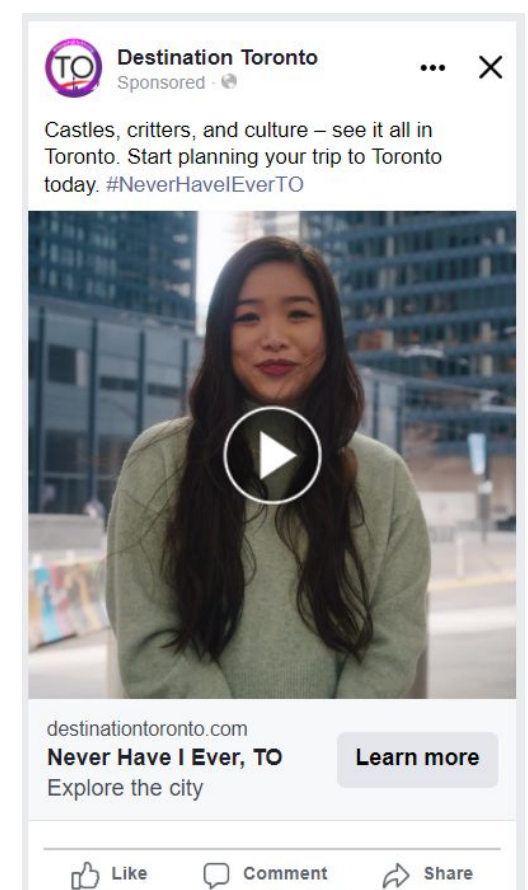 TO
Destination Toronto
Sponsored ·
Castles, critters, and culture – see it all in
Toronto. Start planning your trip to Toronto
today. #NeverHaveIEverTO
destinationtoronto.com
Never Have I Ever, TO
Learn more
Explore the city
Like
Comment
Share